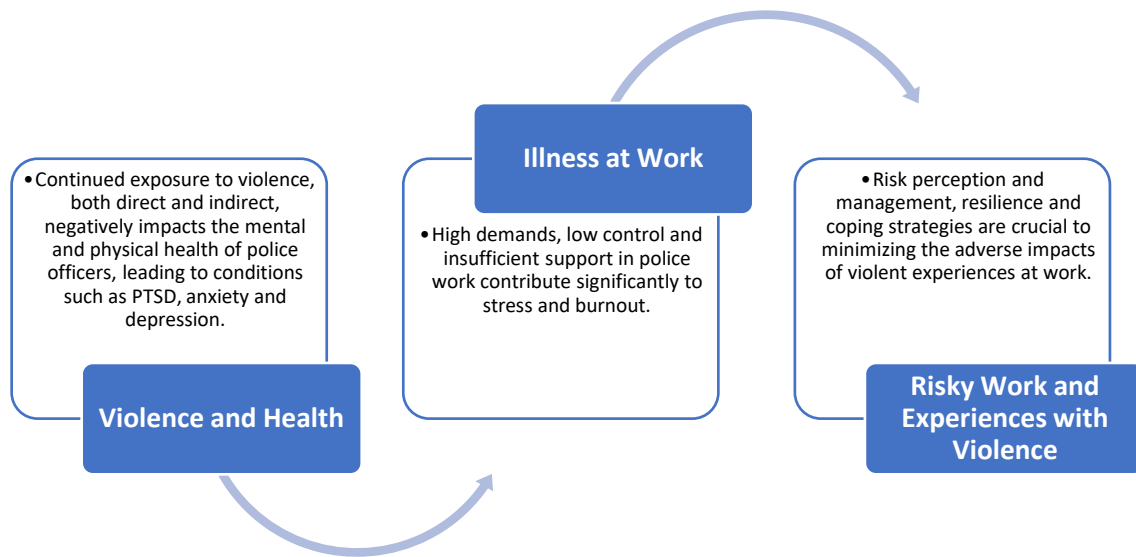 •Continued exposure to violence,
both direct and indirect,
negatively impacts the mental
and physical health of police
officers, leading to conditions
such as PTSD, anxiety and
depression.
Violence and Health
Illness at Work
•High demands, low control and
insufficient support in police
work contribute significantly to
stress and burnout.
•Risk perception and
management, resilience and
coping strategies are crucial to
minimizing the adverse impacts
of violent experiences at work.
Risky Work and
Experiences with
Violence